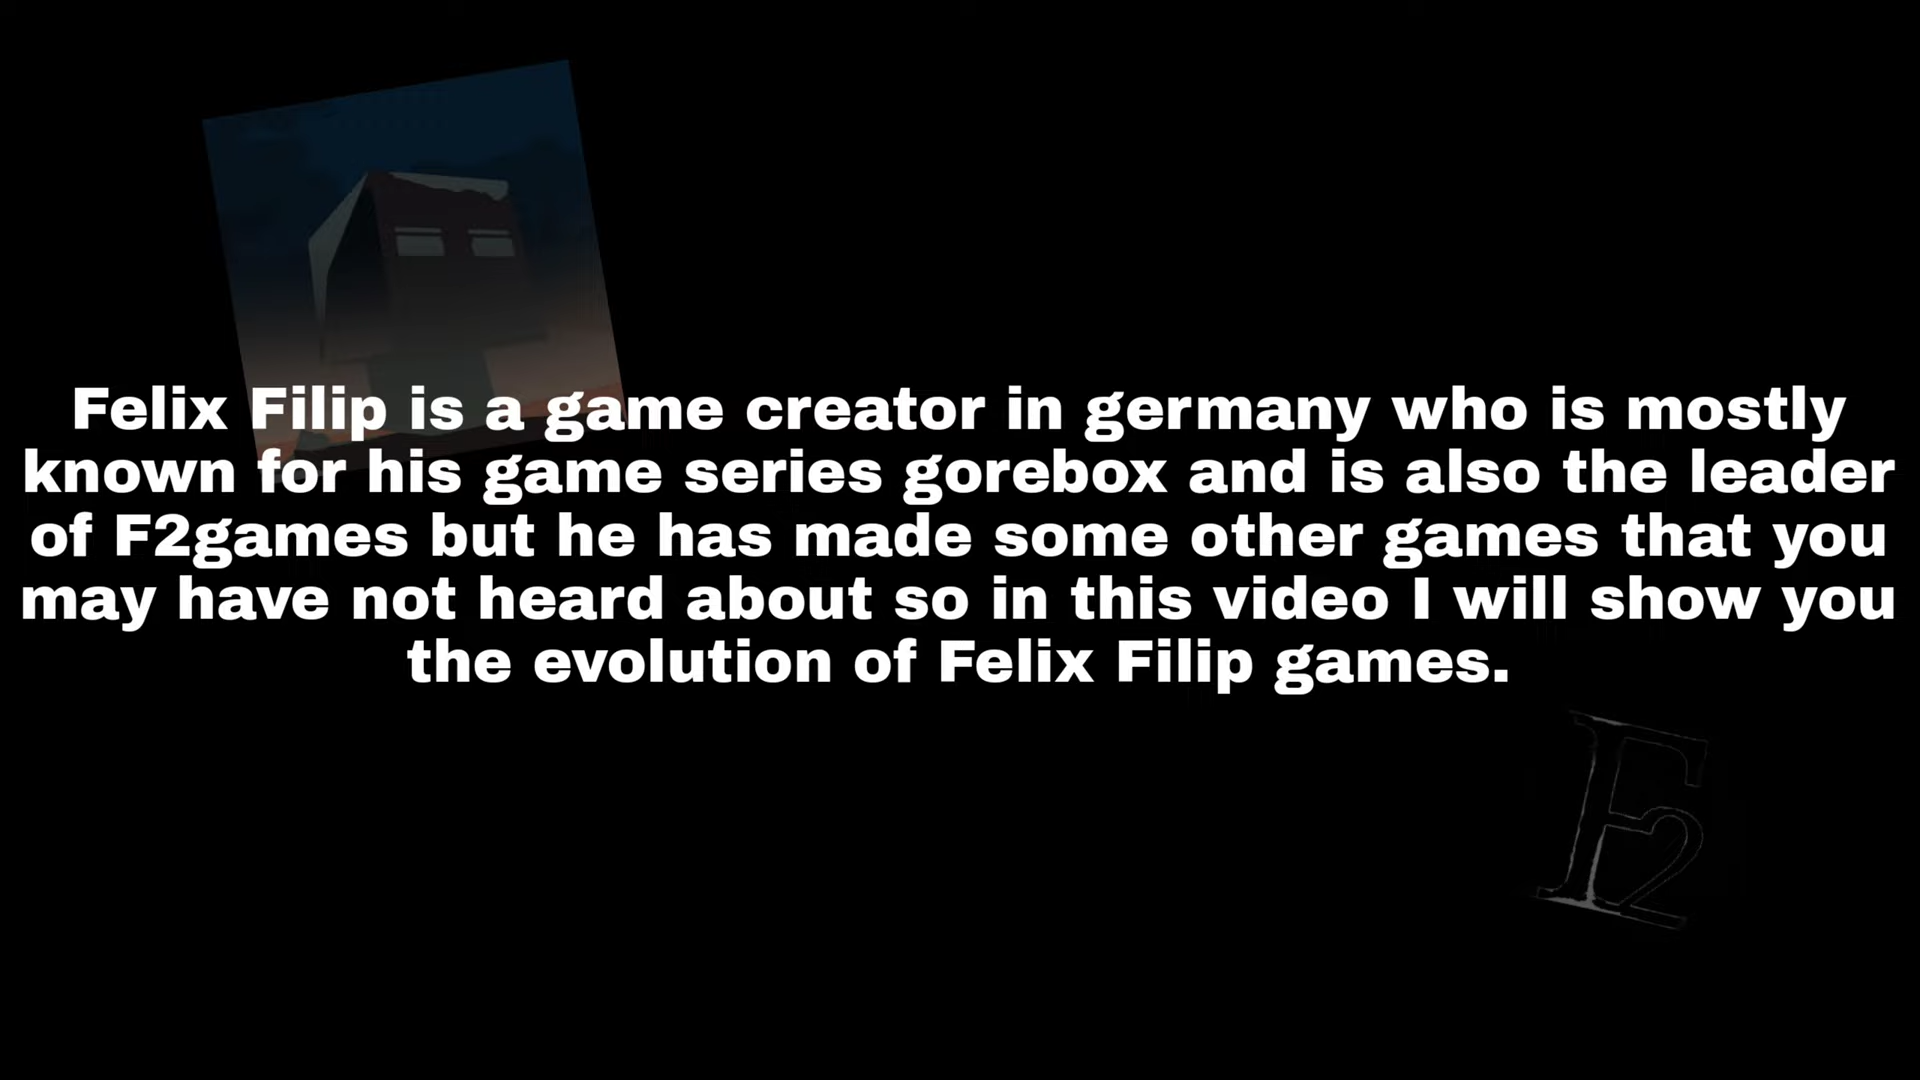 Felix Filip is a game creator in germany who is mostly
known for his game series gorebox and is also the leader
of F2games but he has made some other games that you
may have not heard about so in this video I will show you
the evolution of Felix Filip games.
F2